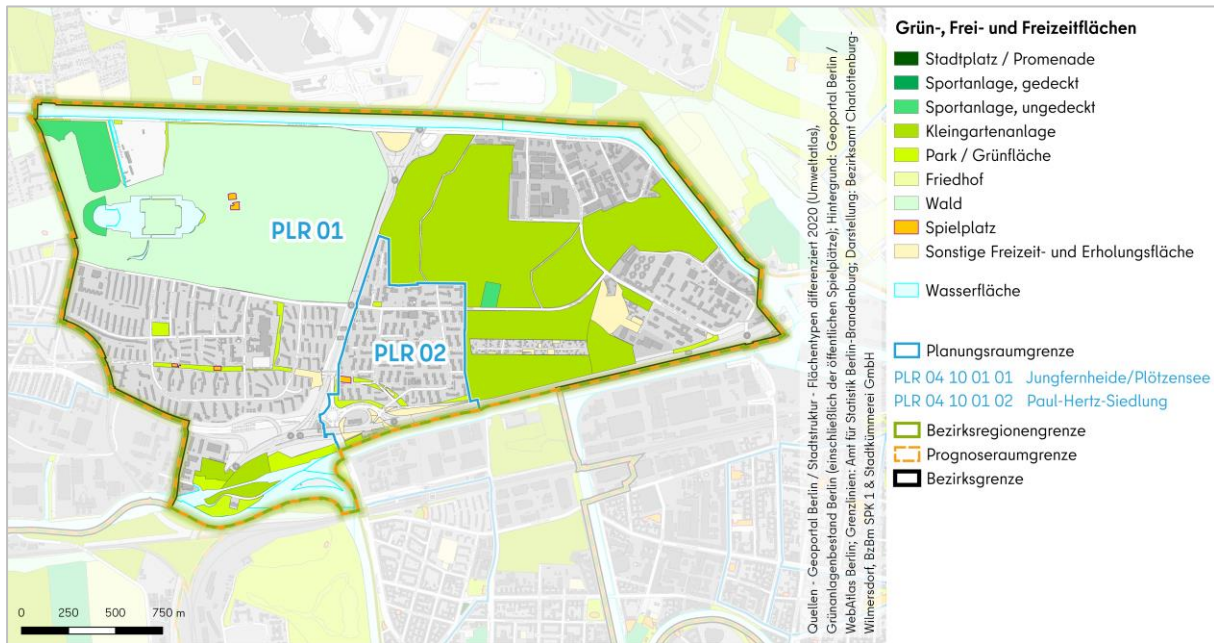 PLR 01
PLR 02
0 250 500 750 m
Quellen - Geoportal Berlin / Stadtstruktur - Flächentypen differenziert 2020 (Umweltatlas),
Grünanlagenbestand Berlin (einschließlich der öffentlichen Spielplätze); Hintergrund: Geoportal Berlin /
WebAtlas Berlin; Grenzlinien: Amt für Statistik Berlin-Brandenburg; Darstellung: Bezirksamt Charlottenburg-
Wilmersdorf, BzBm SPK 1 & Stadtkümmerei GmbH
Grün-, Frei- und Freizeitflächen
Stadtplatz / Promenade
Sportanlage, gedeckt
Sportanlage, ungedeckt
Kleingartenanlage
Park / Grünfläche
Friedhof
Wald
Spielplatz
Sonstige Freizeit- und Erholungsfläche
Wasserfläche
Planungsraumgrenze
PLR 04 10 01 01 Jungfernheide/Plötzensee
PLR 04 10 01 02 Paul-Hertz-Siedlung
Bezirksregionengrenze
Prognoseraumgrenze
Bezirksgrenze